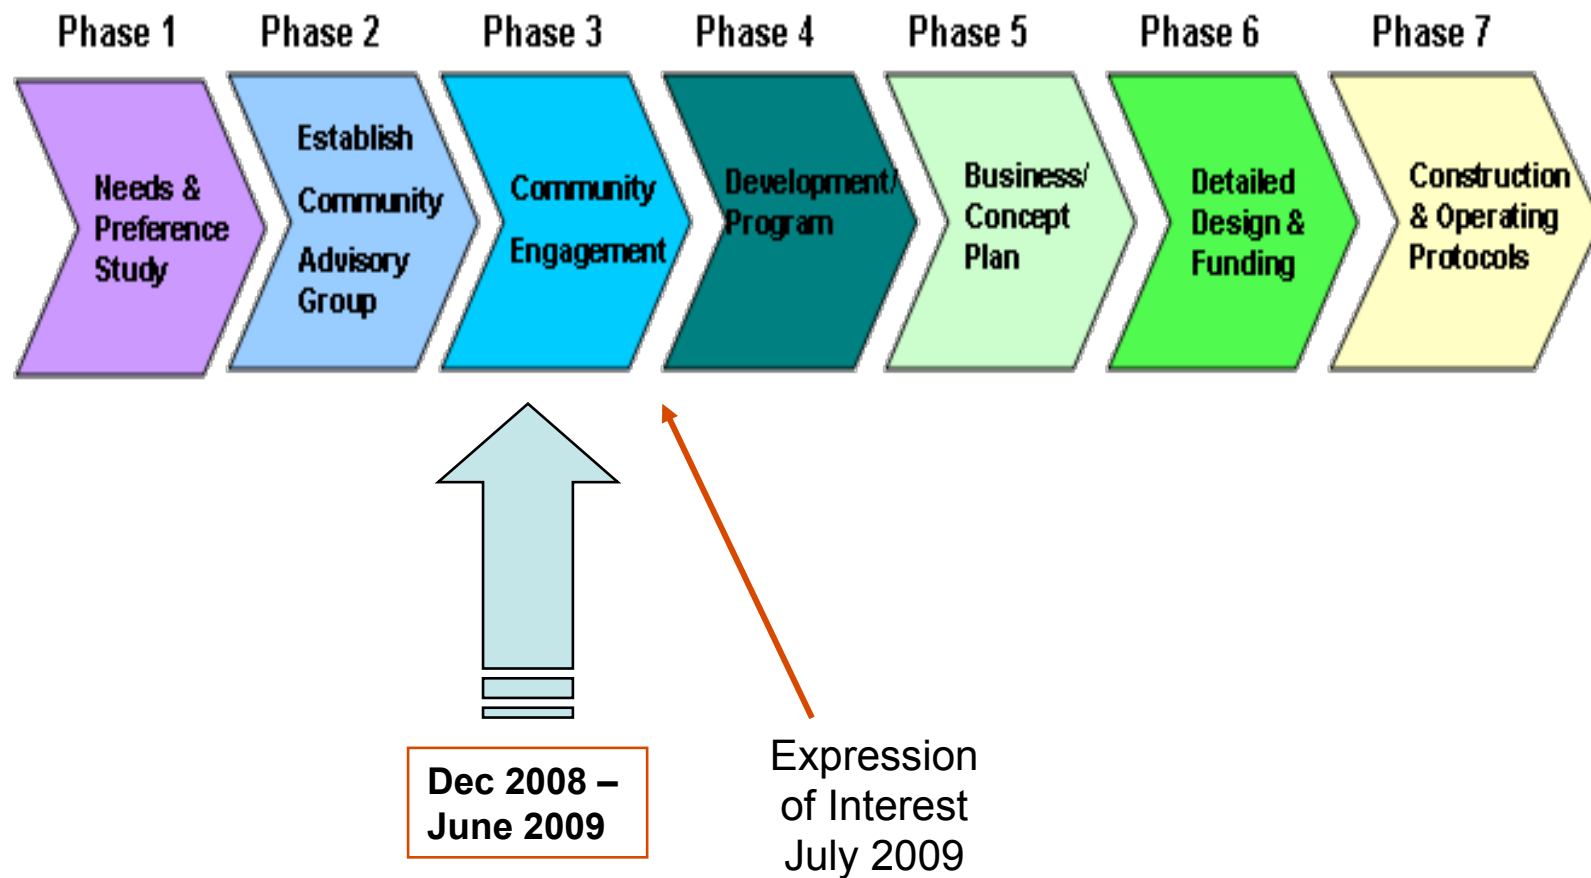 Phase 1
Phase 2
Phase 3
Phase 4
Phase 5
Phase 6
Phase 7
Needs &
Preference
Study
Establish
Community
Advisory
Group
Community
Engagement
Development/
Program
Business/
Concept
Plan
Detailed
Design &
Funding
Construction
& Operating
Protocols
Dec 2008 –
June 2009
Expression
of Interest
July 2009